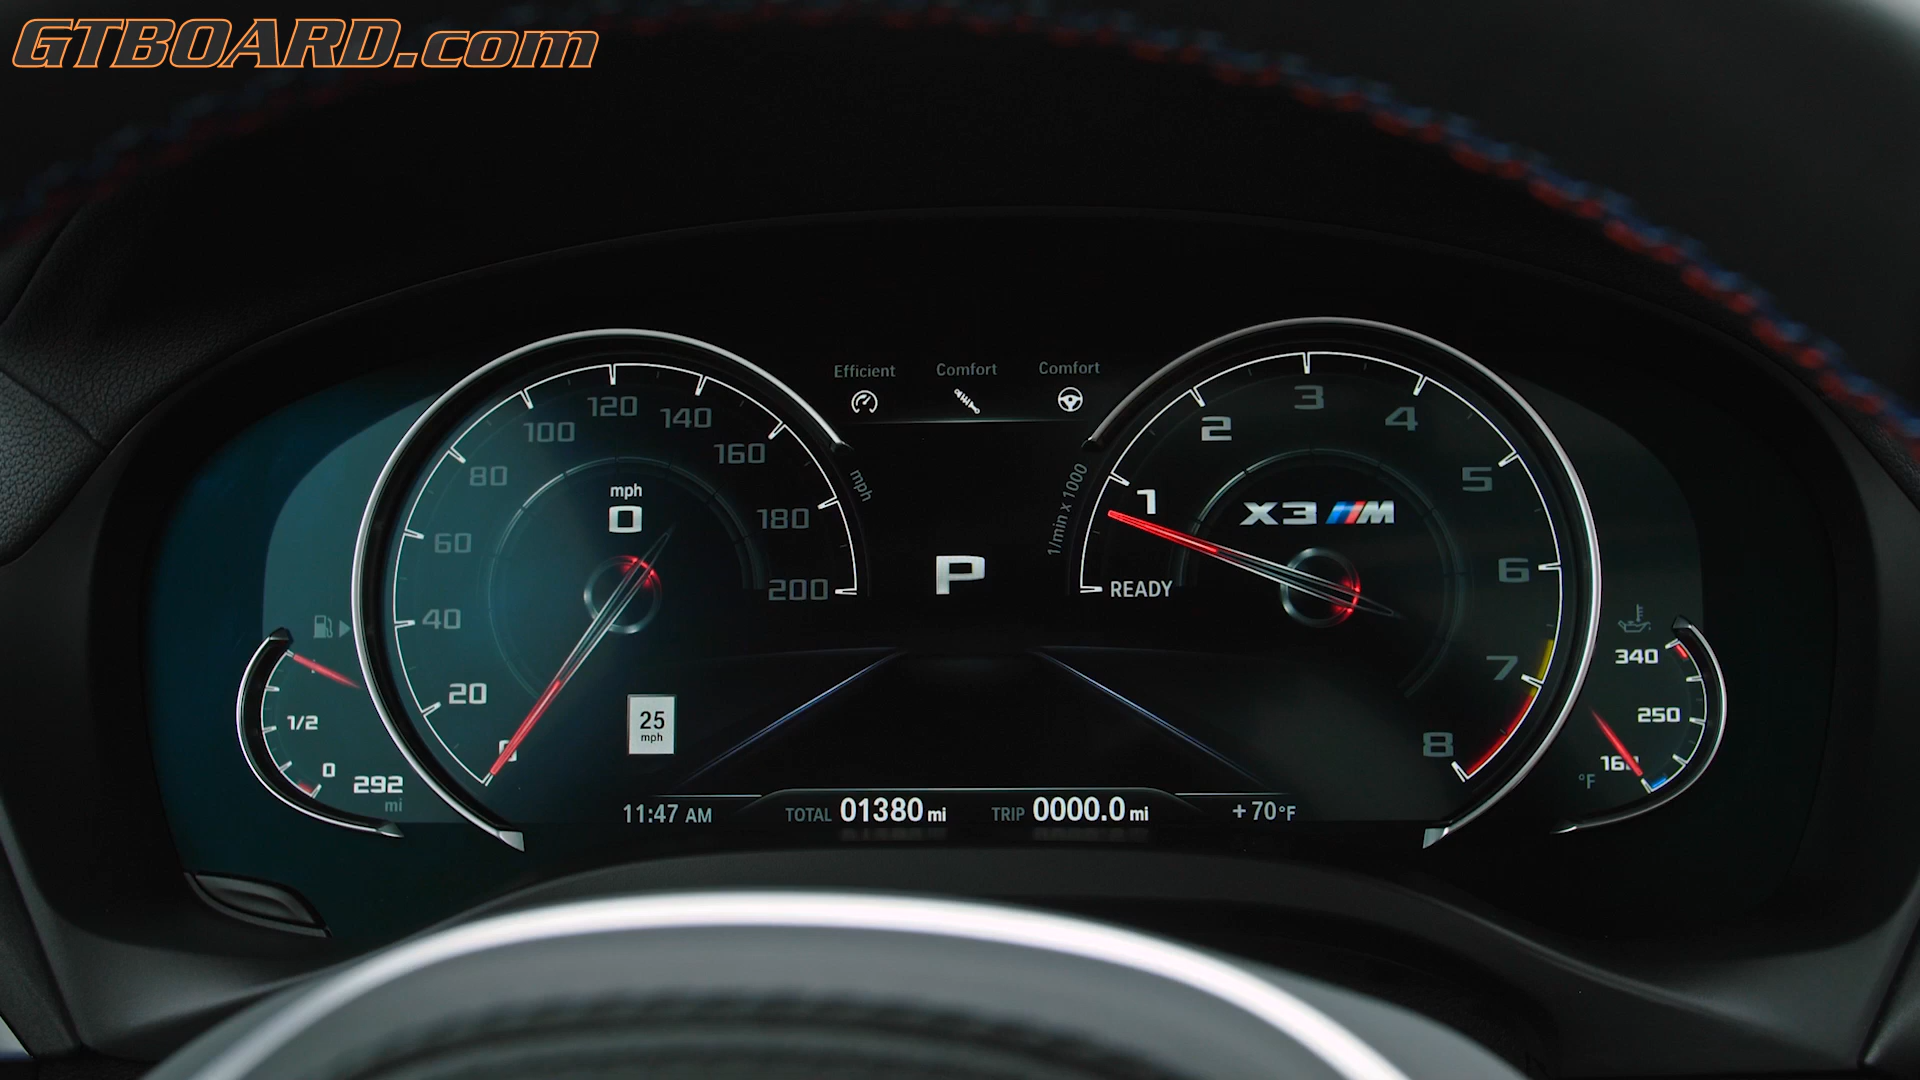 GTBOARD.com
Efficient Comfort Comfort
20 40 60 80 100 120 140 160 180 200
mph
mph
0
1/2
0
292
mi
25
mph
P
1/min x 1000
READY
1 2 3 4 5 6 7 8
X3 M
340
250
°F
11:47 AM TOTAL 01380 mi TRIP 0000.0 mi +70°F